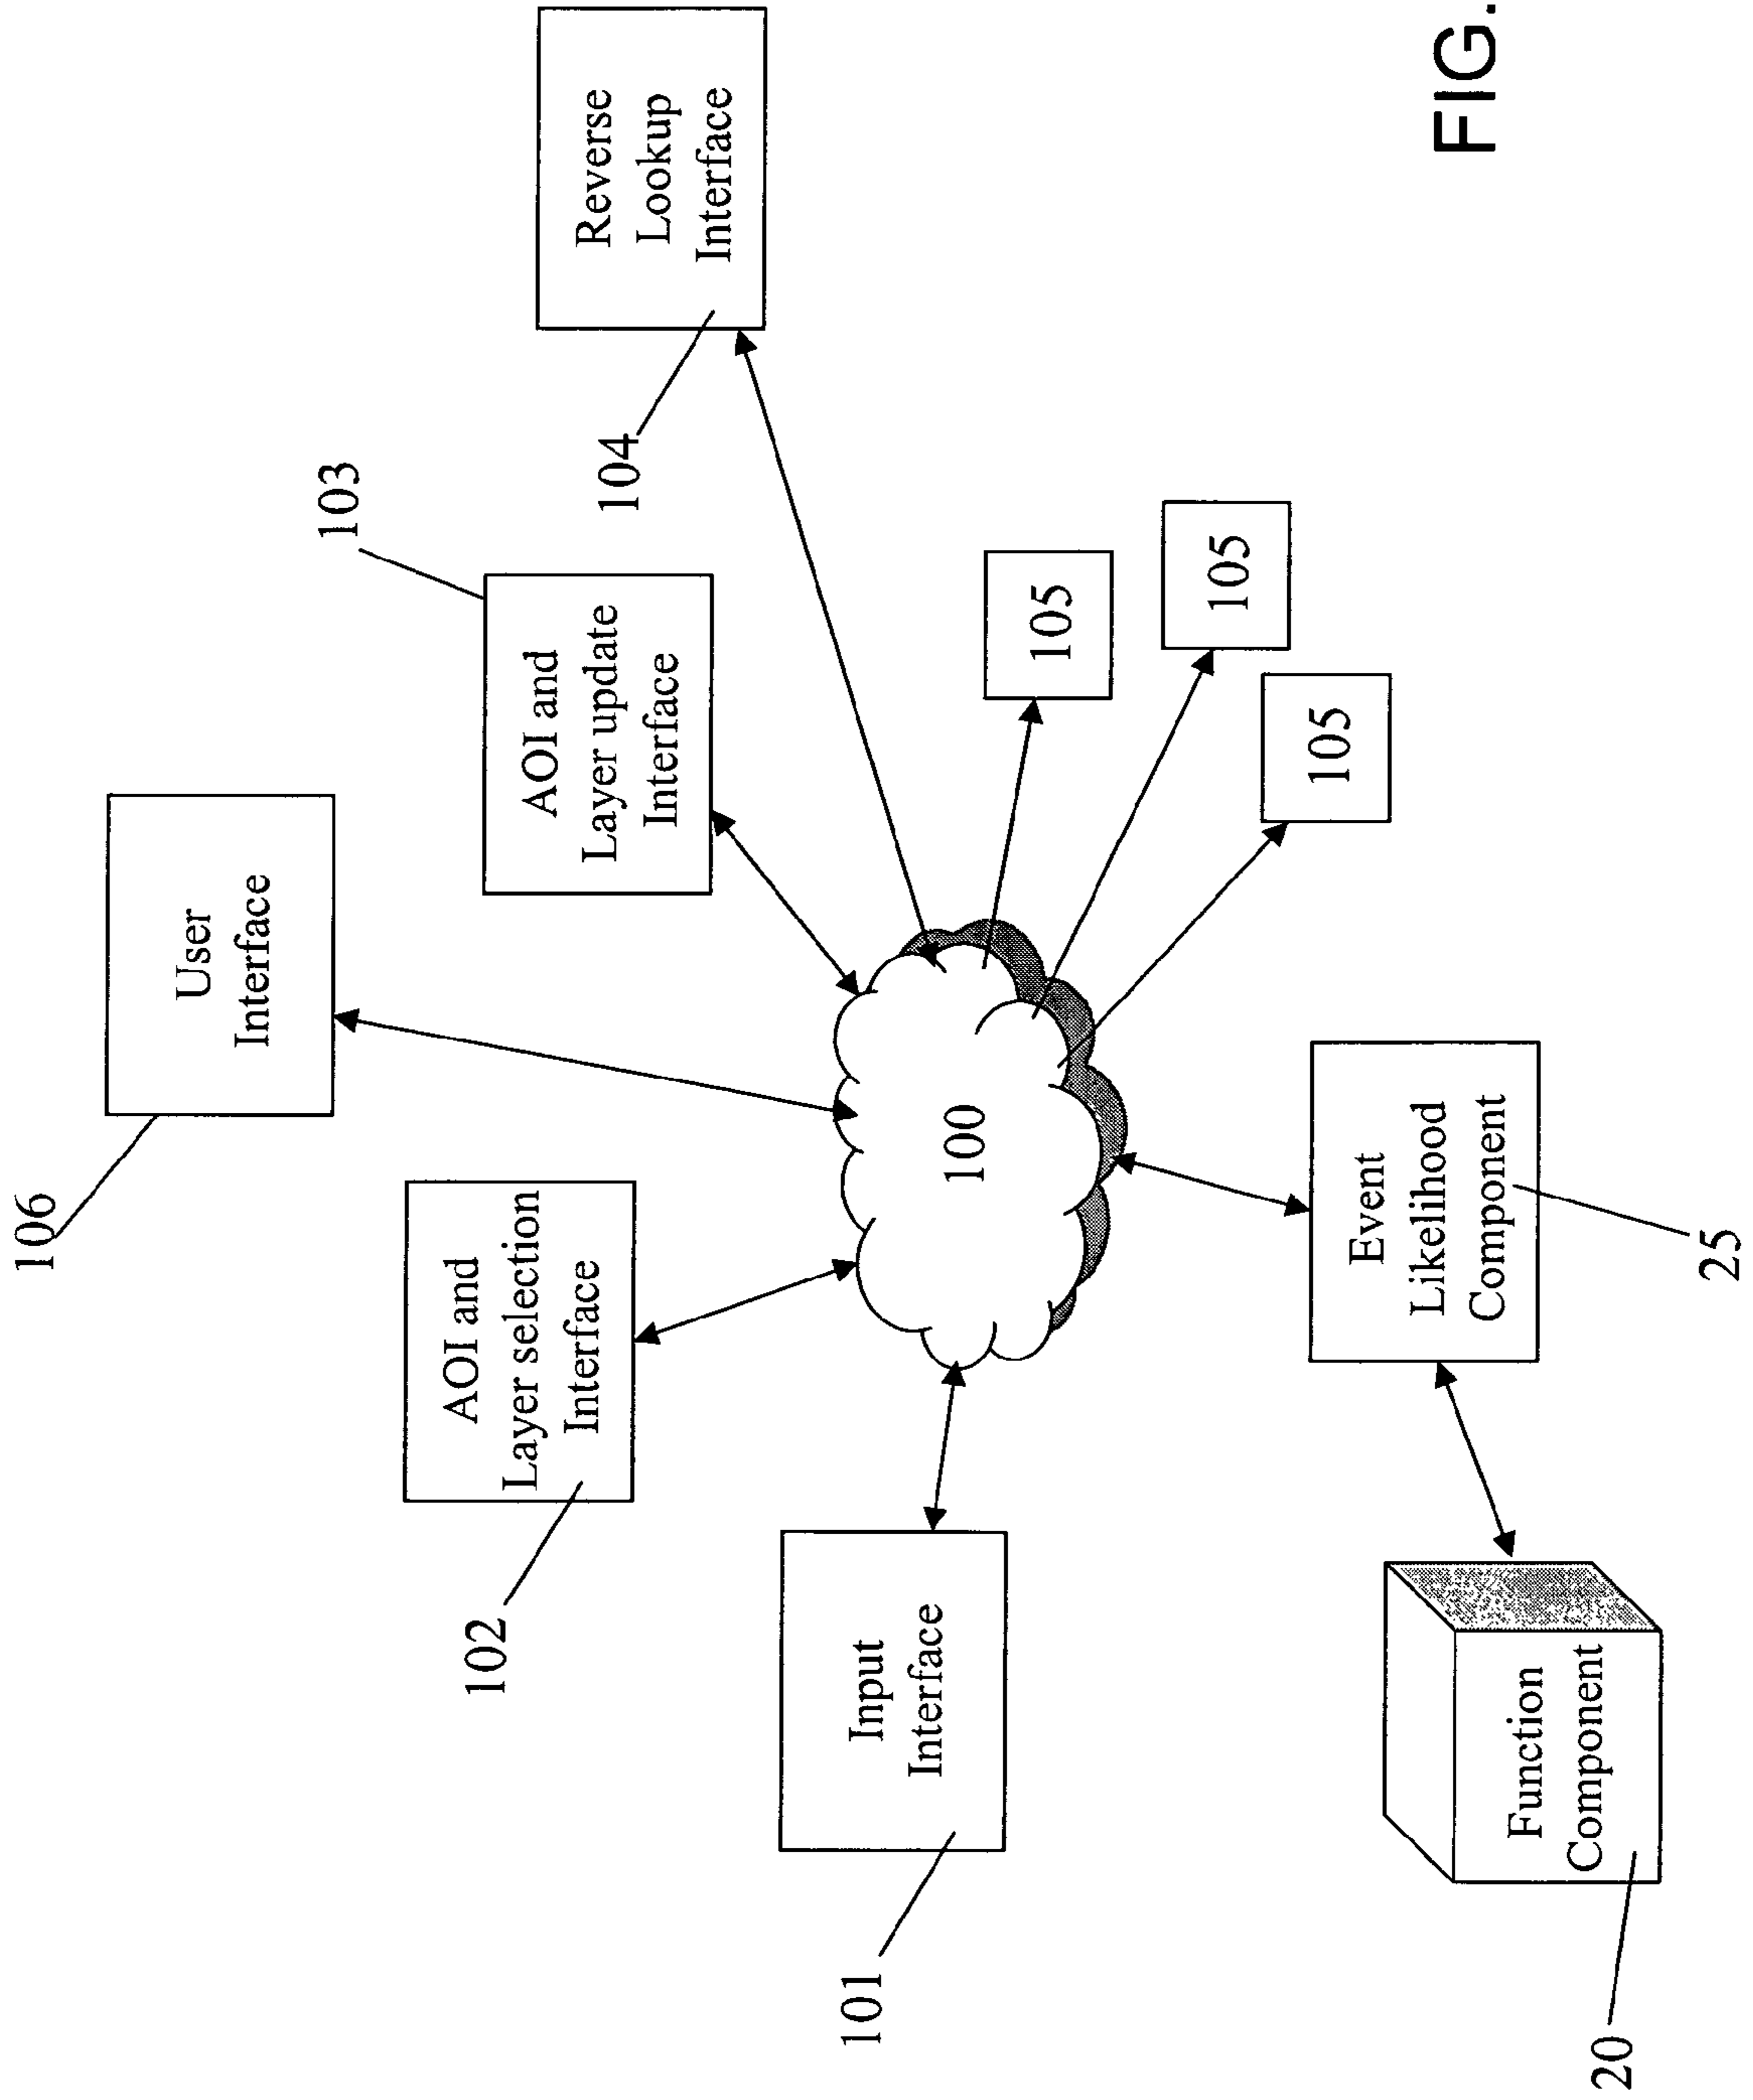 106
User
Interface
103
AOI and
Layer update
Interface
104
Reverse
Lookup
Interface
102
AOI and
Layer selection
Interface
101
Input
Interface
100
105
105
105
20
Function
Component
Event
Likelihood
Component
25
FIG.